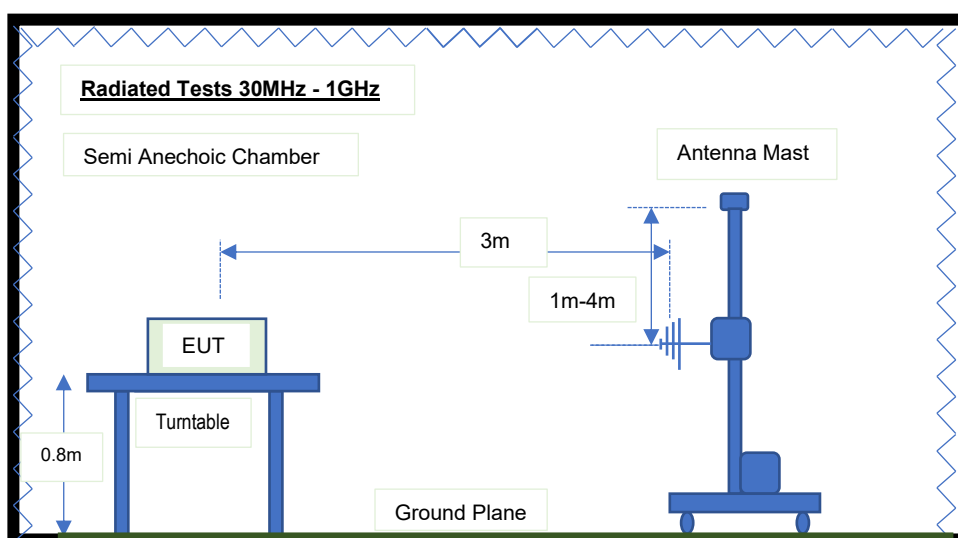 Radiated Tests 30MHz - 1GHz
Semi Anechoic Chamber
Antenna Mast
3m
1m-4m
EUT
Turntable
0.8m
Ground Plane